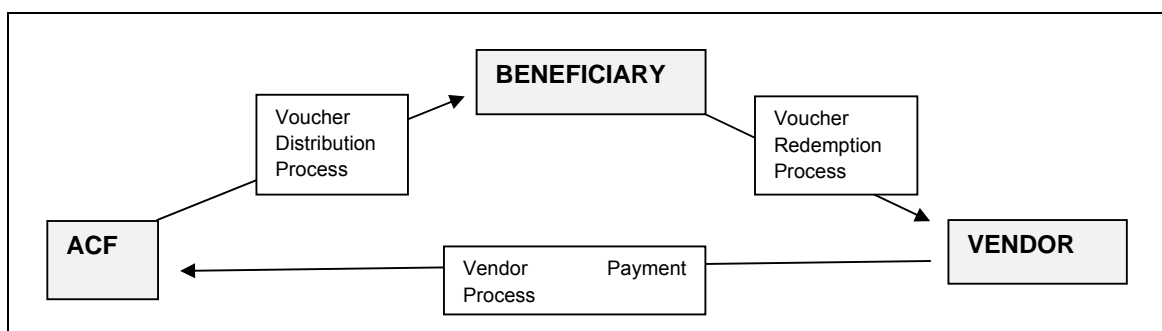 BENEFICIARY
Voucher
Distribution
Process
Voucher
Redemption
Process
ACF
VENDOR
Vendor Payment
Process